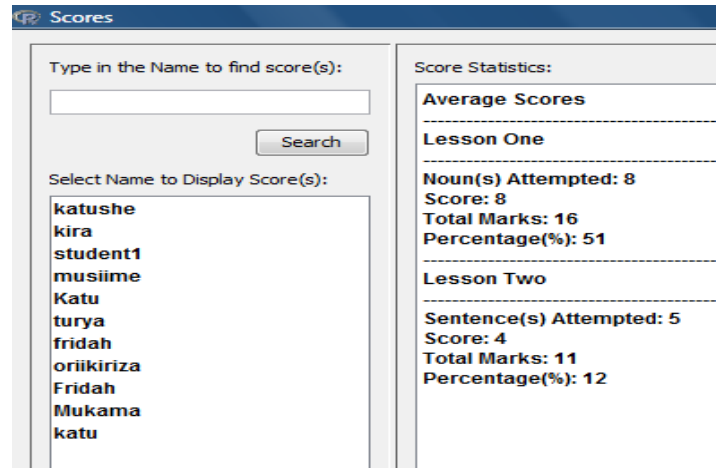 Scores
Type in the Name to find score(s):
Search
Select Name to Display Score(s):
katushe
kira
student1
musiime
Katu
turya
fridah
oriikiriza
Fridah
Mukama
katu
Score Statistics:
Average Scores
--------------------------------------------------------
Lesson One
--------------------------------------------------------
Noun(s) Attempted: 8
Score: 8
Total Marks: 16
Percentage(%): 51
--------------------------------------------------------
Lesson Two
--------------------------------------------------------
Sentence(s) Attempted: 5
Score: 4
Total Marks: 11
Percentage(%): 12